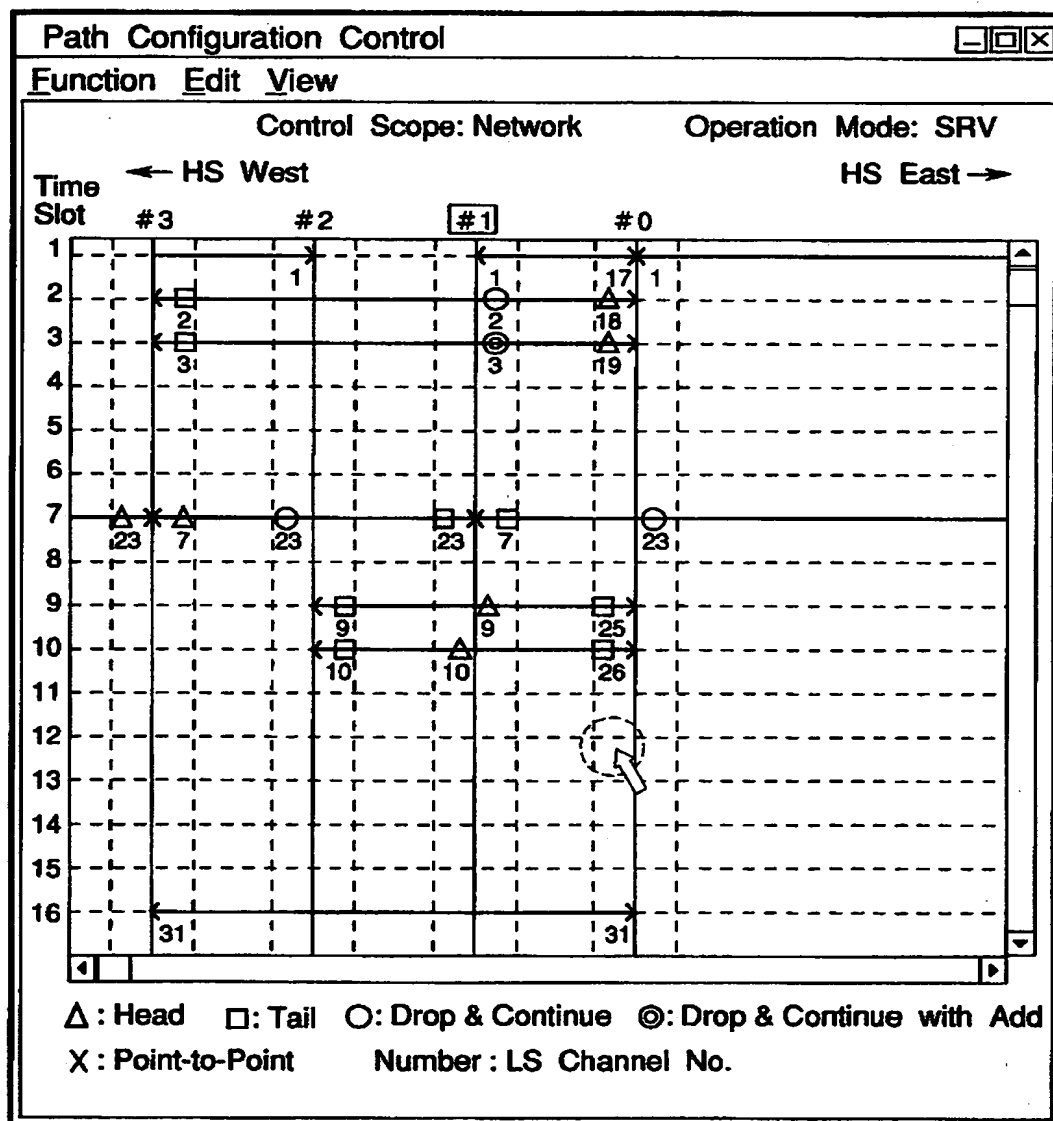 Path Configuration Control
Function Edit View
Control Scope: Network Operation Mode: SRV
← HS West HS East →
Time
Slot #3 #2 #1 #0
1
1 1 17 1
2
2 2 18
3
3 3 19
4
5
6
7
23 7 23 23 7 23
8
9
9 9 25
10
10 10 26
11
12
13
14
15
16
31 31
△: Head □: Tail ○: Drop & Continue ◎: Drop & Continue with Add
X: Point-to-Point Number: LS Channel No.